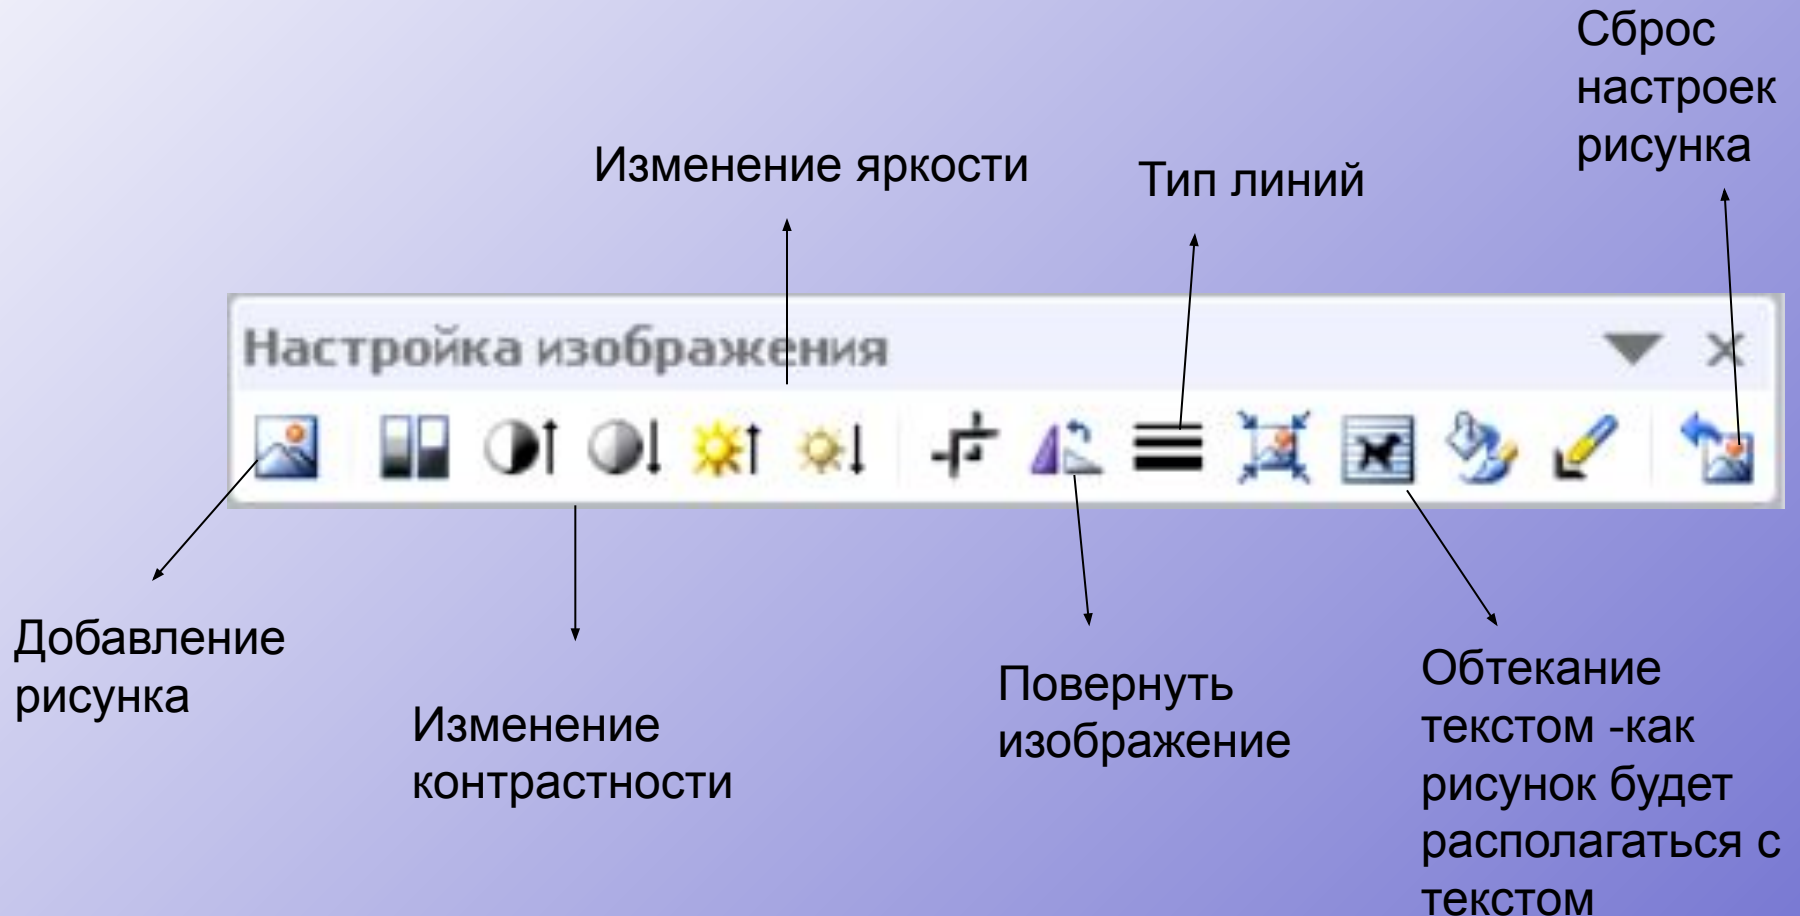 Сброс
настроек
рисунка
Изменение яркости
Тип линий
Настройка изображения
Добавление
рисунка
Изменение
контрастности
Повернуть
изображение
Обтекание
текстом -как
рисунок будет
располагаться с
текстом